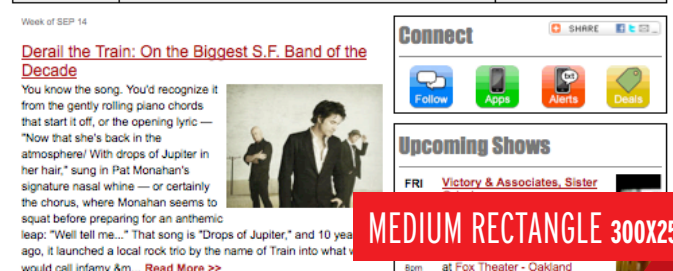 Week of SEP 14
Derail the Train: On the Biggest S.F. Band of the
Decade
You know the song. You'd recognize it
from the gently rolling piano chords
that start it off, or the opening lyric —
"Now that she's back in the
atmosphere/ With drops of Jupiter in
her hair," sung in Pat Monahan's
signature nasal whine — or certainly
the chorus, where Monahan seems to
squat before preparing for an anthemic
leap: "Well tell me..." That song is "Drops of Jupiter," and 10 yea
ago, it launched a local rock trio by the name of Train into what
would call infamy &m... Read More >>
Connect
SHARE
Follow
Apps
txt
Alerts
Deals
Upcoming Shows
FRI
Victory & Associates, Sister
MEDIUM RECTANGLE 300X25
8pm
at Fox Theater - Oakland